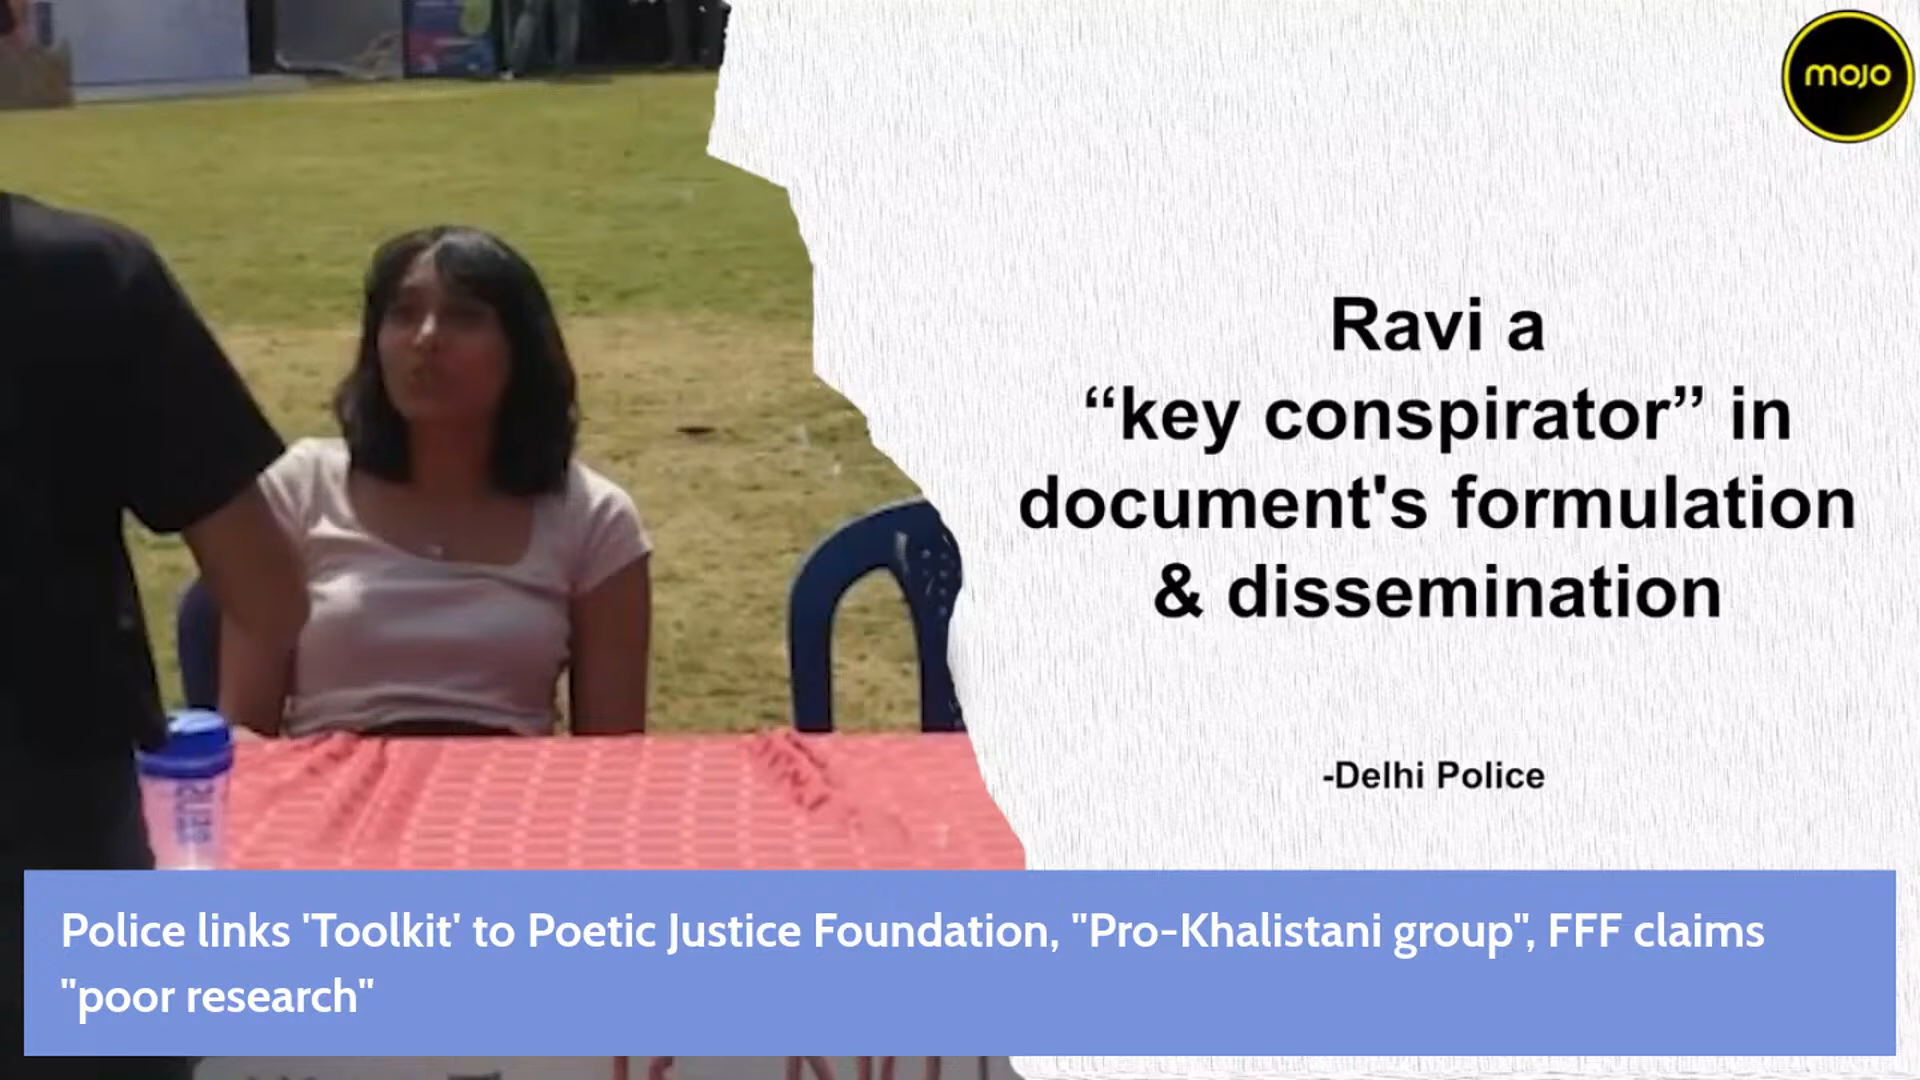 mojo
Ravi a
“key conspirator” in
document's formulation
& dissemination
-Delhi Police
Police links 'Toolkit' to Poetic Justice Foundation, "Pro-Khalistani group", FFF claims
"poor research"